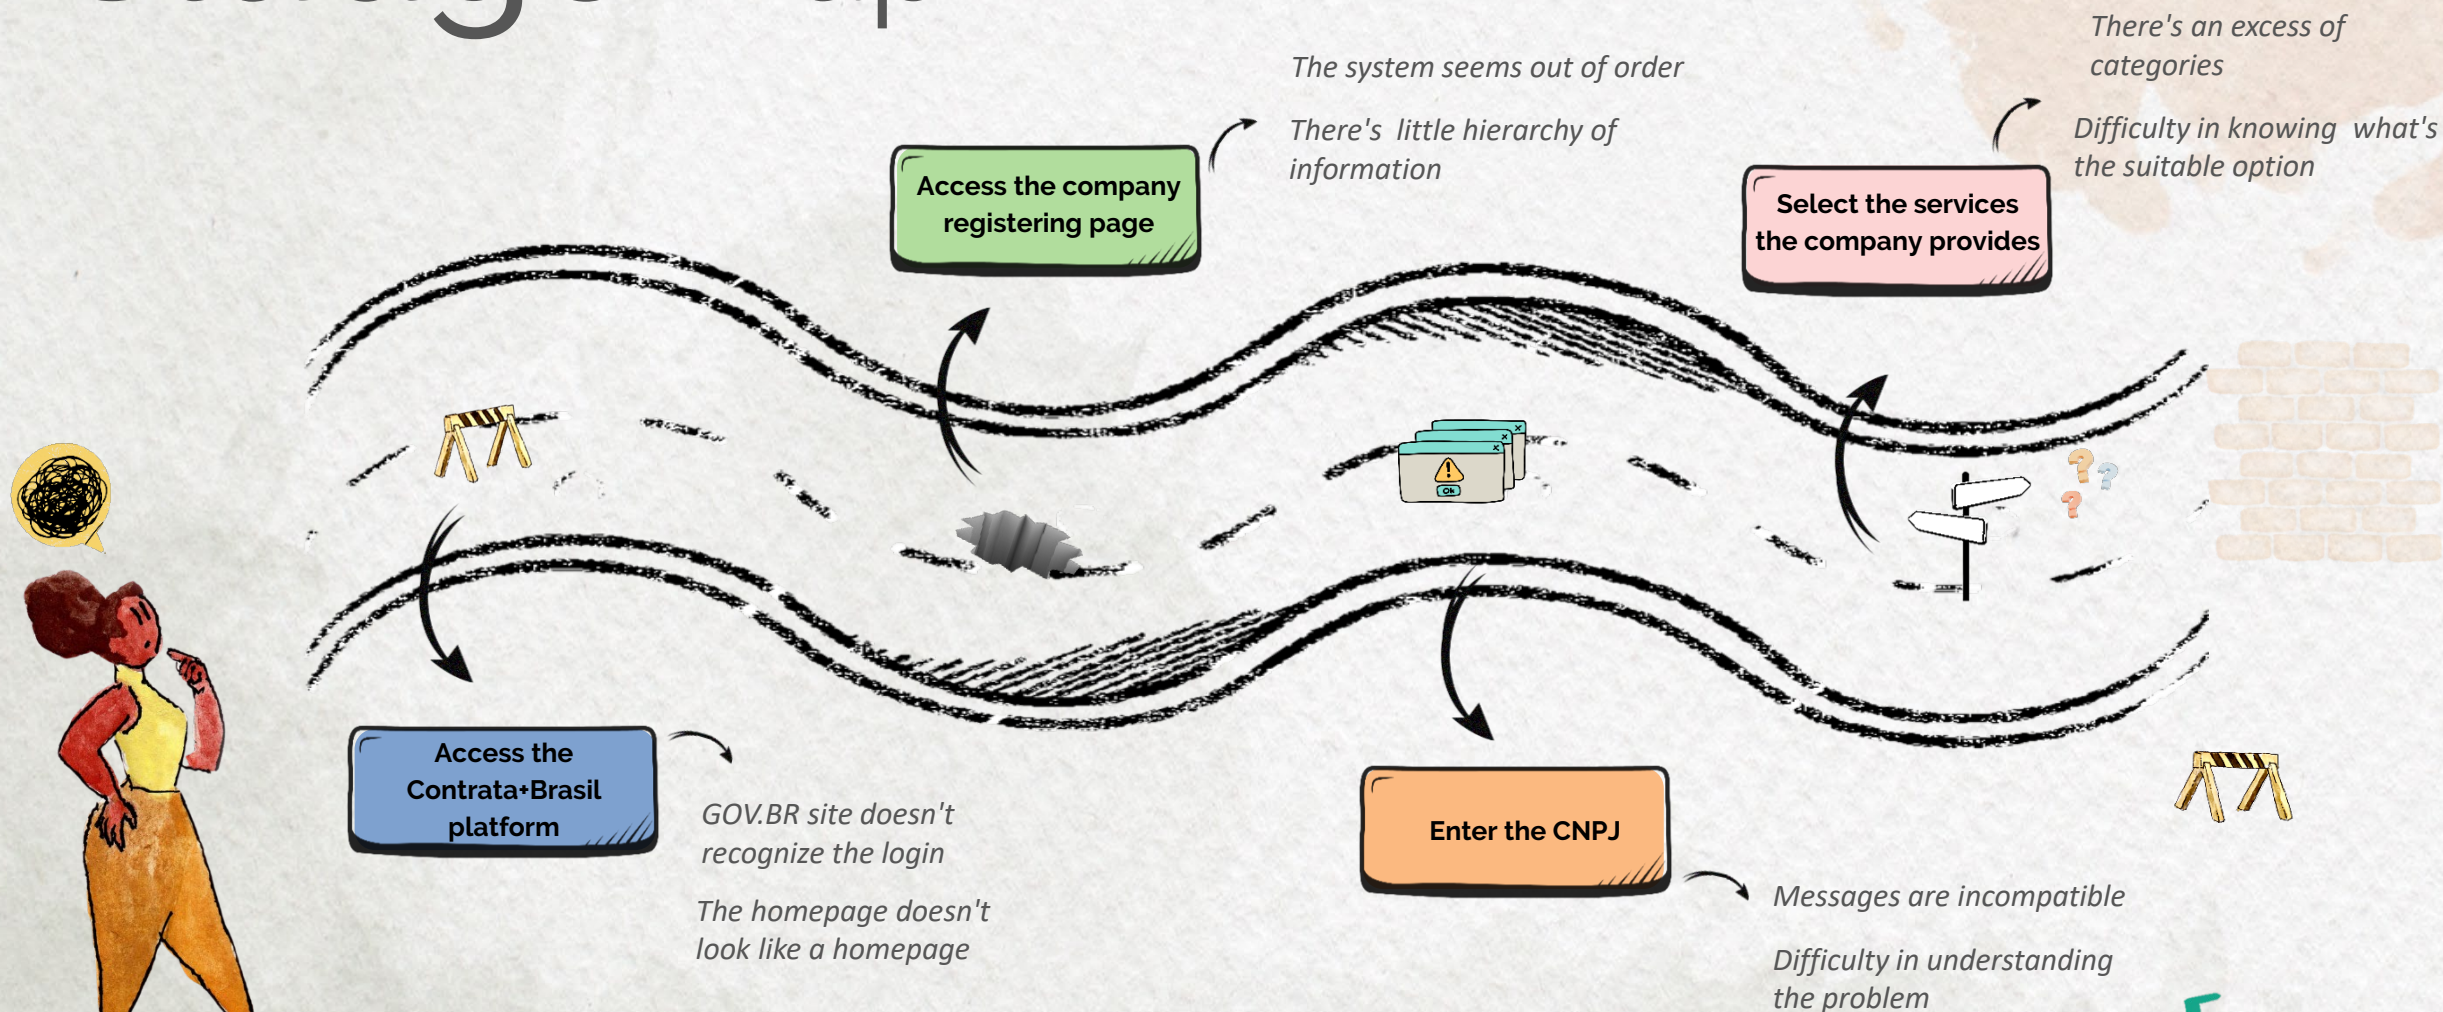 The system seems out of order
There's  little hierarchy of
information
Access the company
registering page
There's an excess of
categories
Difficulty in knowing  what's
the suitable option
Select the services
the company provides
Ok
Access the
Contrata+Brasil
platform
GOV.BR site doesn't
recognize the login
The homepage doesn't
look like a homepage
Enter the CNPJ
Messages are incompatible
Difficulty in understanding
the problem